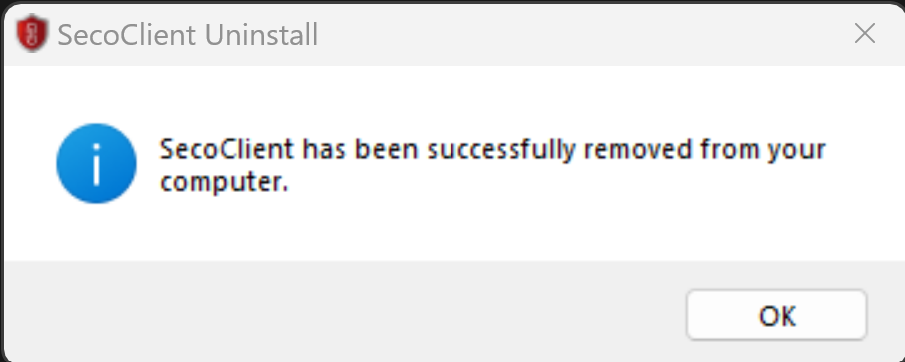 SecoClient Uninstall
SecoClient has been successfully removed from your
computer.
OK